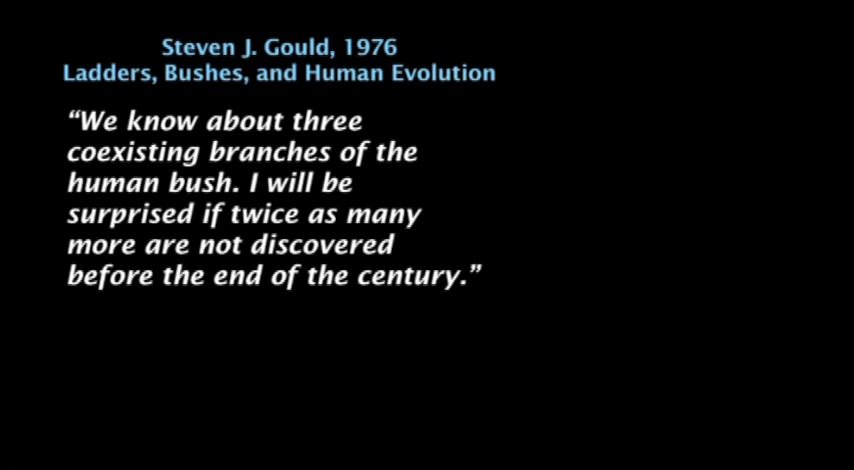 Steven J. Gould, 1976
Ladders, Bushes, and Human Evolution
“We know about three
coexisting branches of the
human bush. I will be
surprised if twice as many
more are not discovered
before the end of the century.”